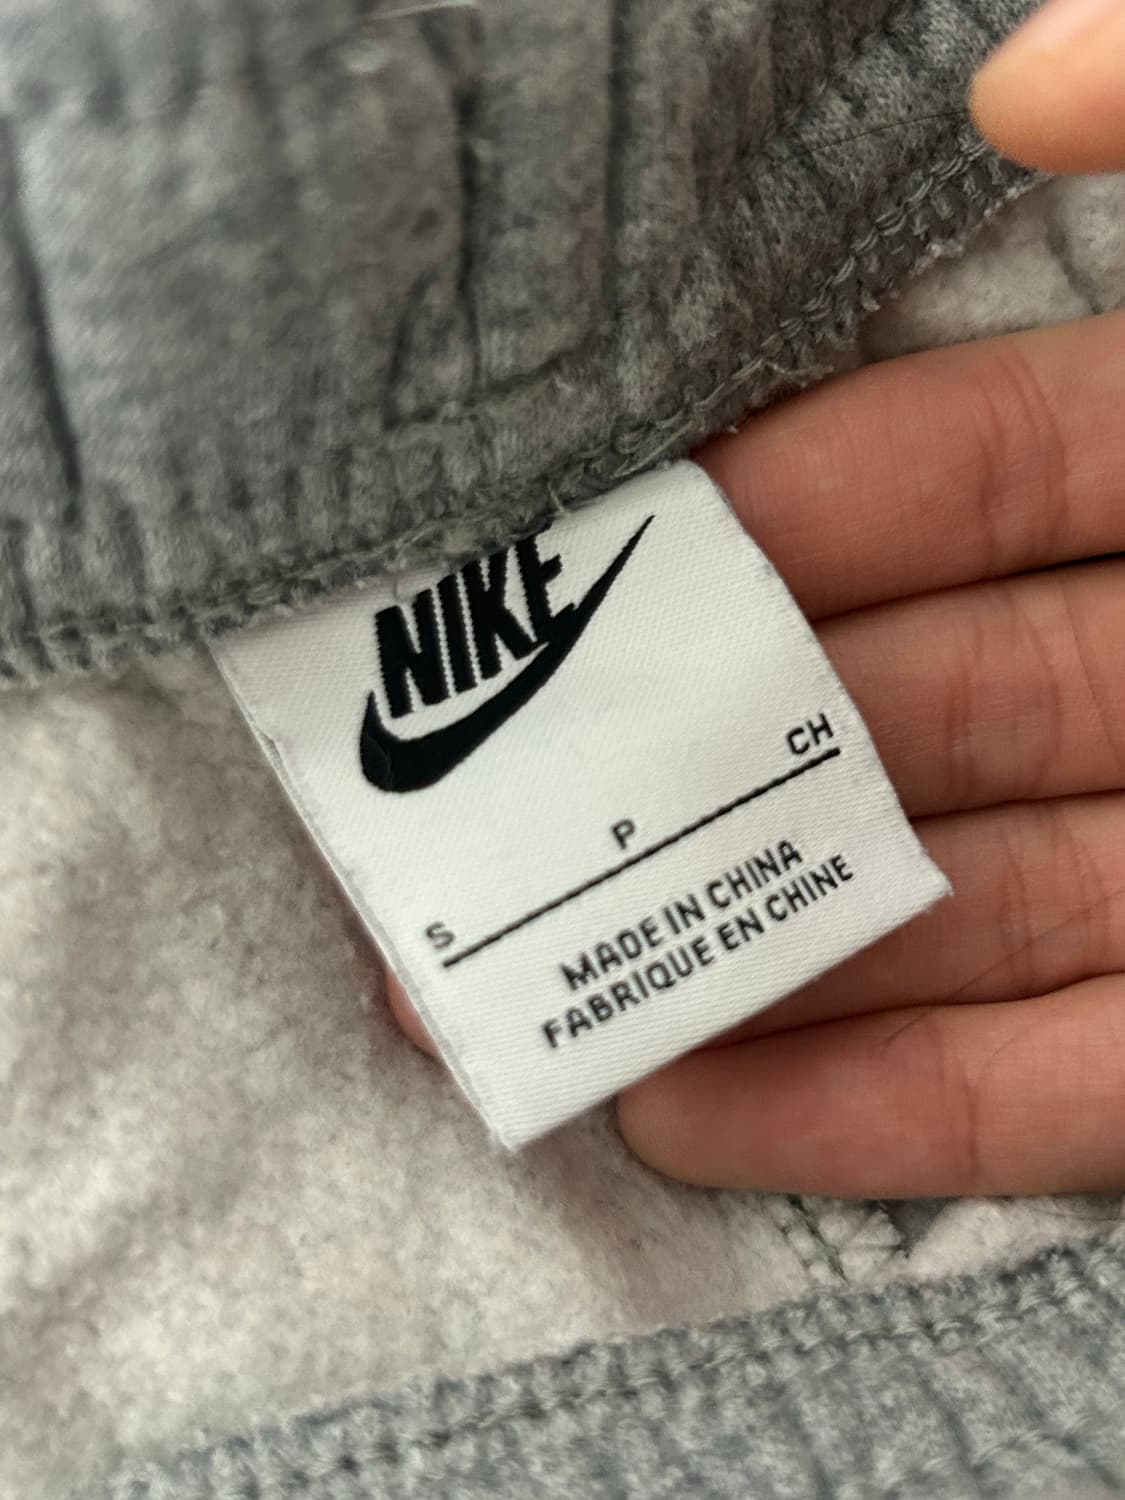 NIKE
S P CH
MADE IN CHINA
FABRIQUE EN CHINE